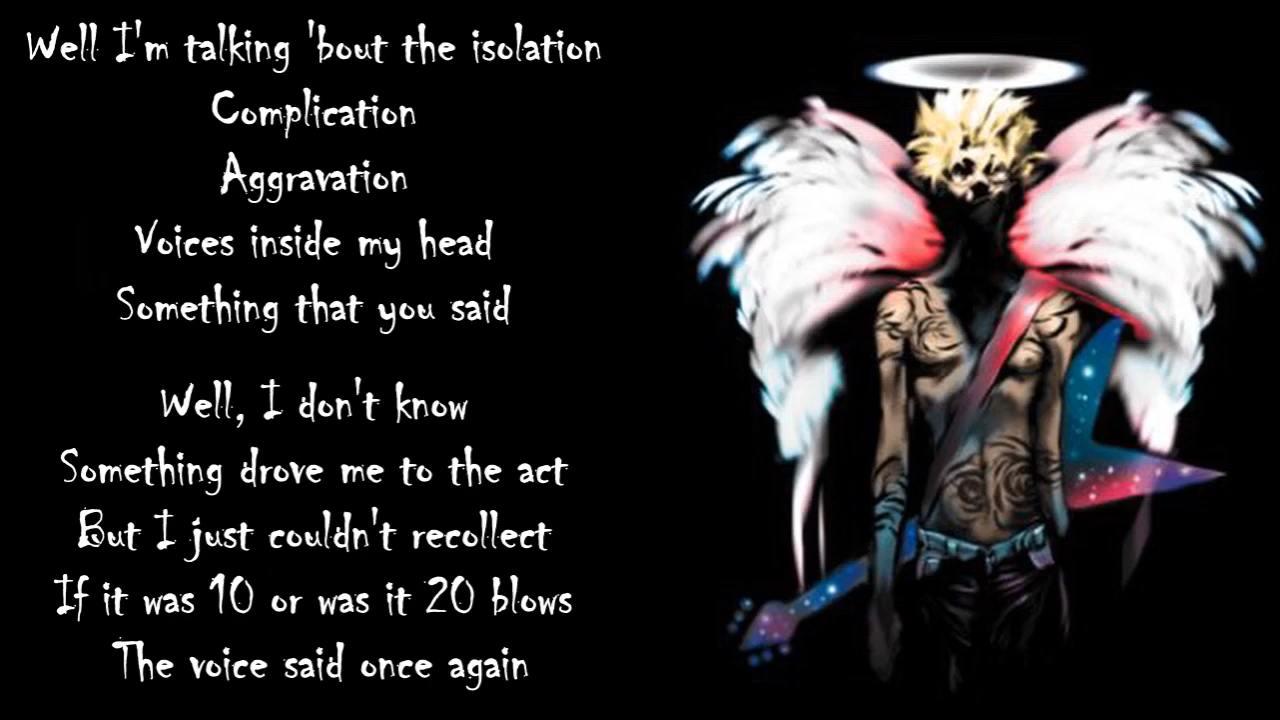 Well I'm talking 'bout the isolation
Complication
Aggravation
Voices inside my head
Something that you said
Well, I don't know
Something drove me to the act
But I just couldn't recollect
If it was 10 or was it 20 blows
The voice said once again